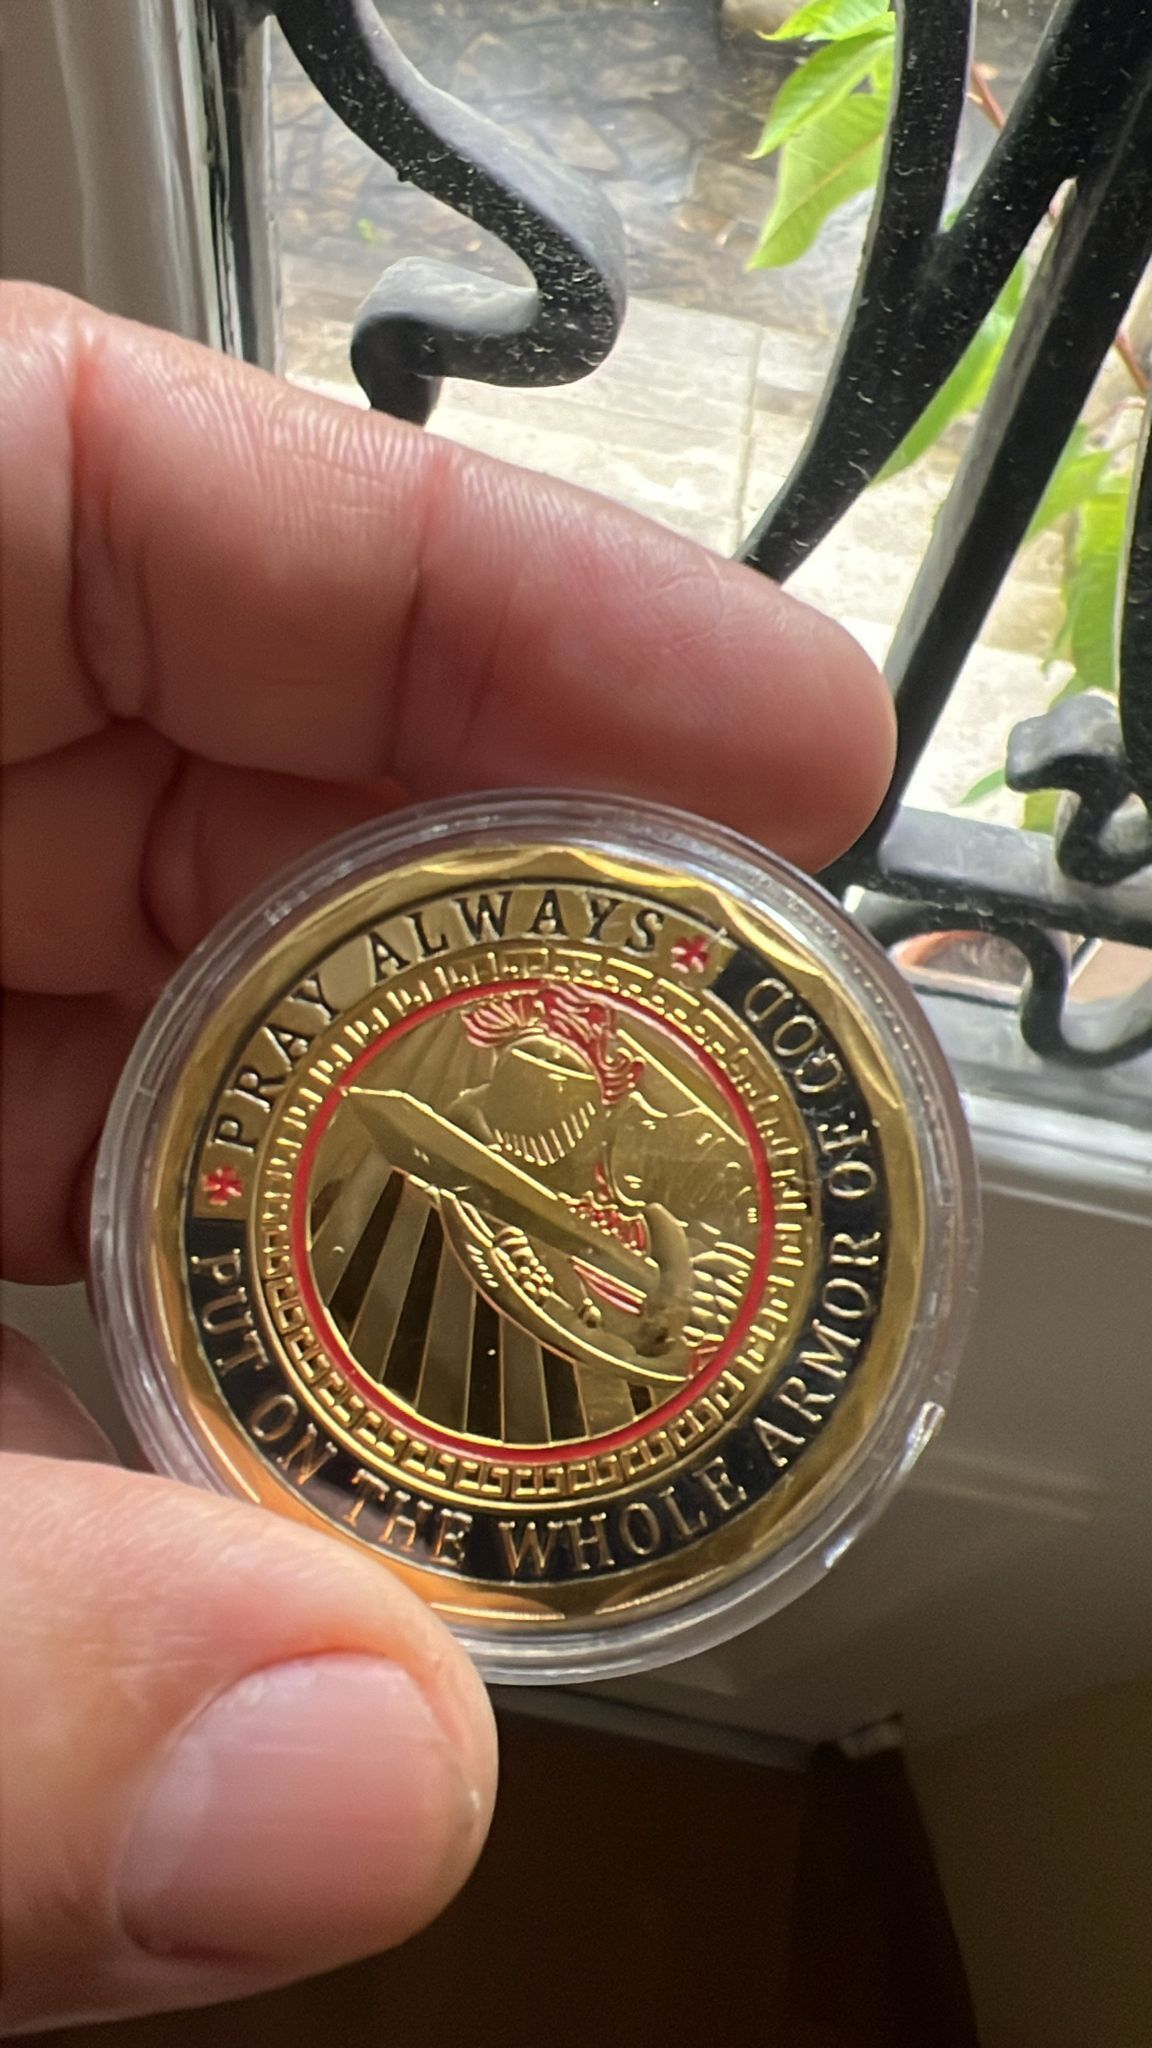 PRAY ALWAYS
PUT ON THE WHOLE ARMOR OF GOD